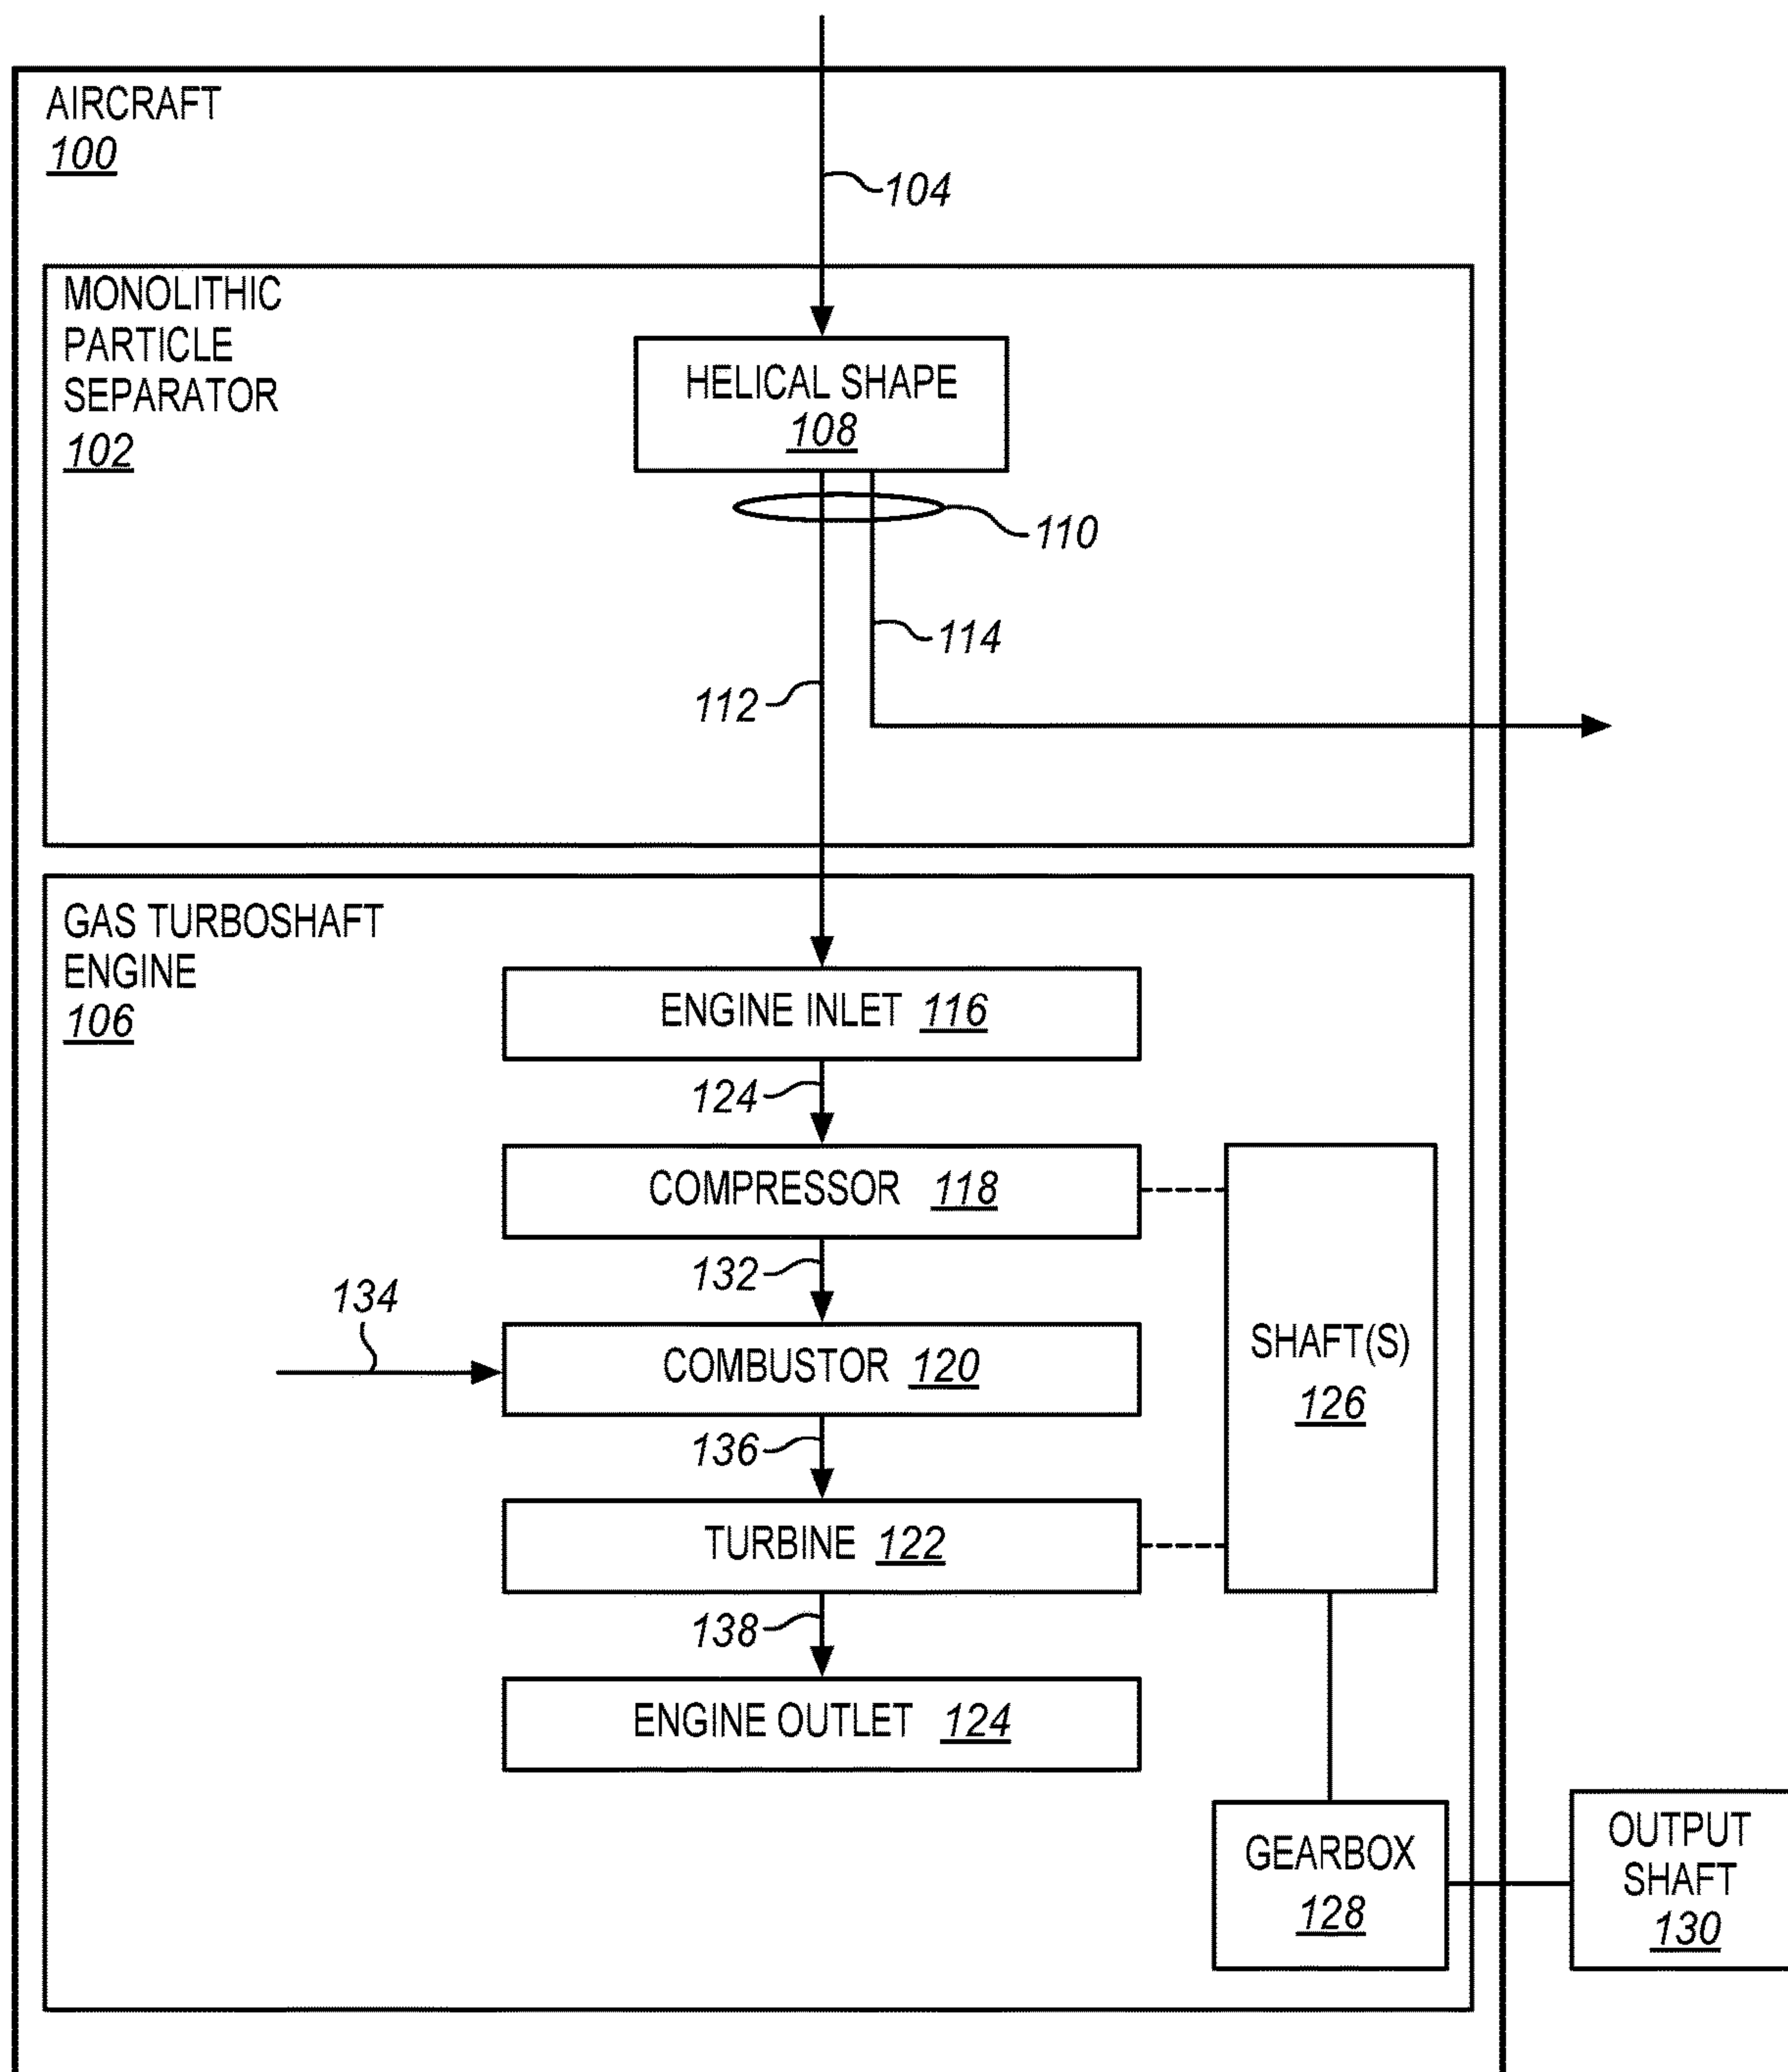 AIRCRAFT
100
104
MONOLITHIC
PARTICLE
SEPARATOR
102
HELICAL SHAPE
108
110
114
112
GAS TURBOSHAFT
ENGINE
106
ENGINE INLET 116
124
COMPRESSOR 118
132
134
COMBUSTOR 120
SHAFT(S)
126
136
TURBINE 122
138
ENGINE OUTLET 124
GEARBOX
128
OUTPUT
SHAFT
130